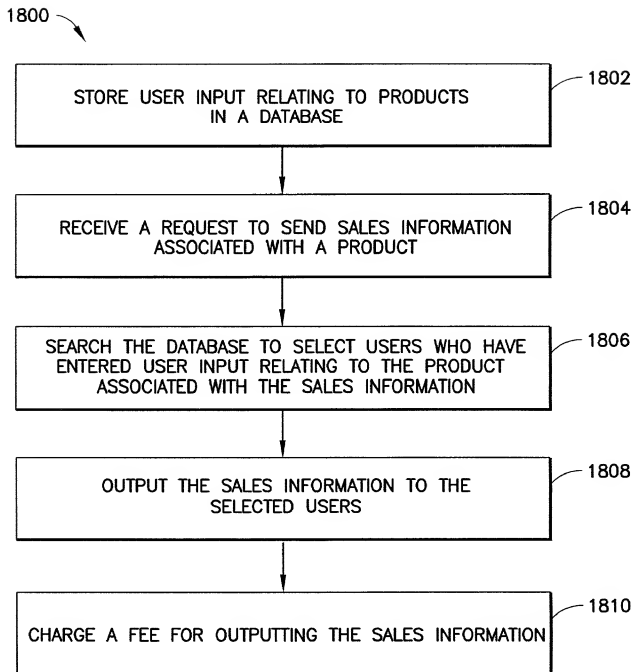 1800
STORE USER INPUT RELATING TO PRODUCTS
IN A DATABASE
1802
RECEIVE A REQUEST TO SEND SALES INFORMATION
ASSOCIATED WITH A PRODUCT
1804
SEARCH THE DATABASE TO SELECT USERS WHO HAVE
ENTERED USER INPUT RELATING TO THE PRODUCT
ASSOCIATED WITH THE SALES INFORMATION
1806
OUTPUT THE SALES INFORMATION TO THE
SELECTED USERS
1808
CHARGE A FEE FOR OUTPUTTING THE SALES INFORMATION
1810